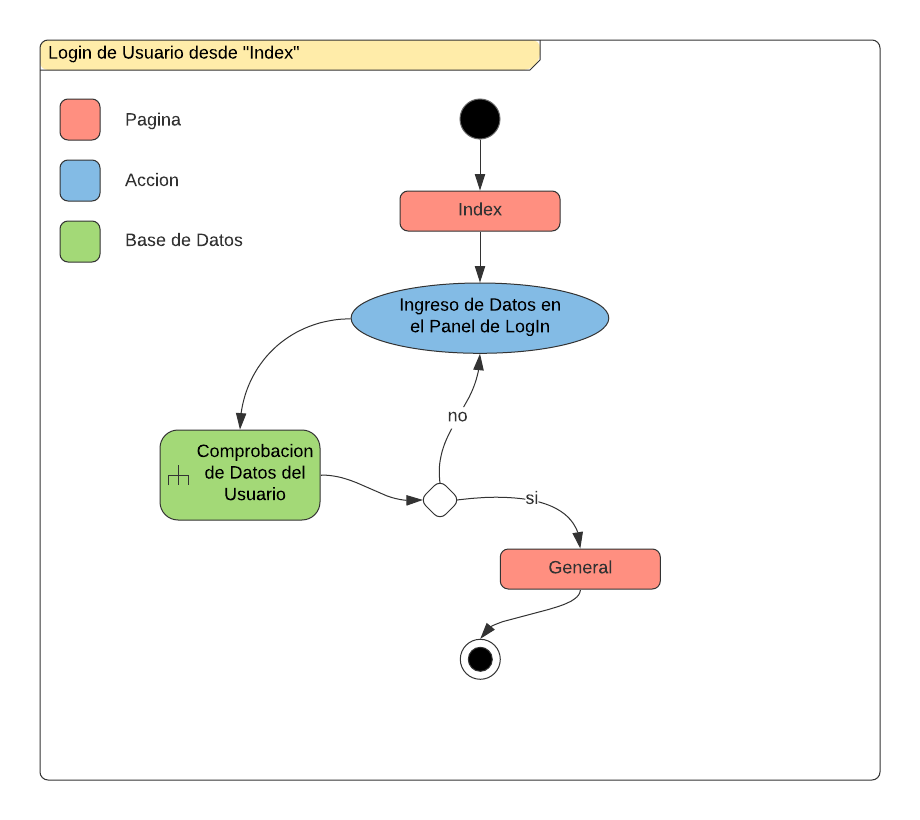 Login de Usuario desde "Index"
Pagina
Accion
Base de Datos
Index
Ingreso de Datos en
el Panel de LogIn
no
Comprobacion
de Datos del
Usuario
si
General